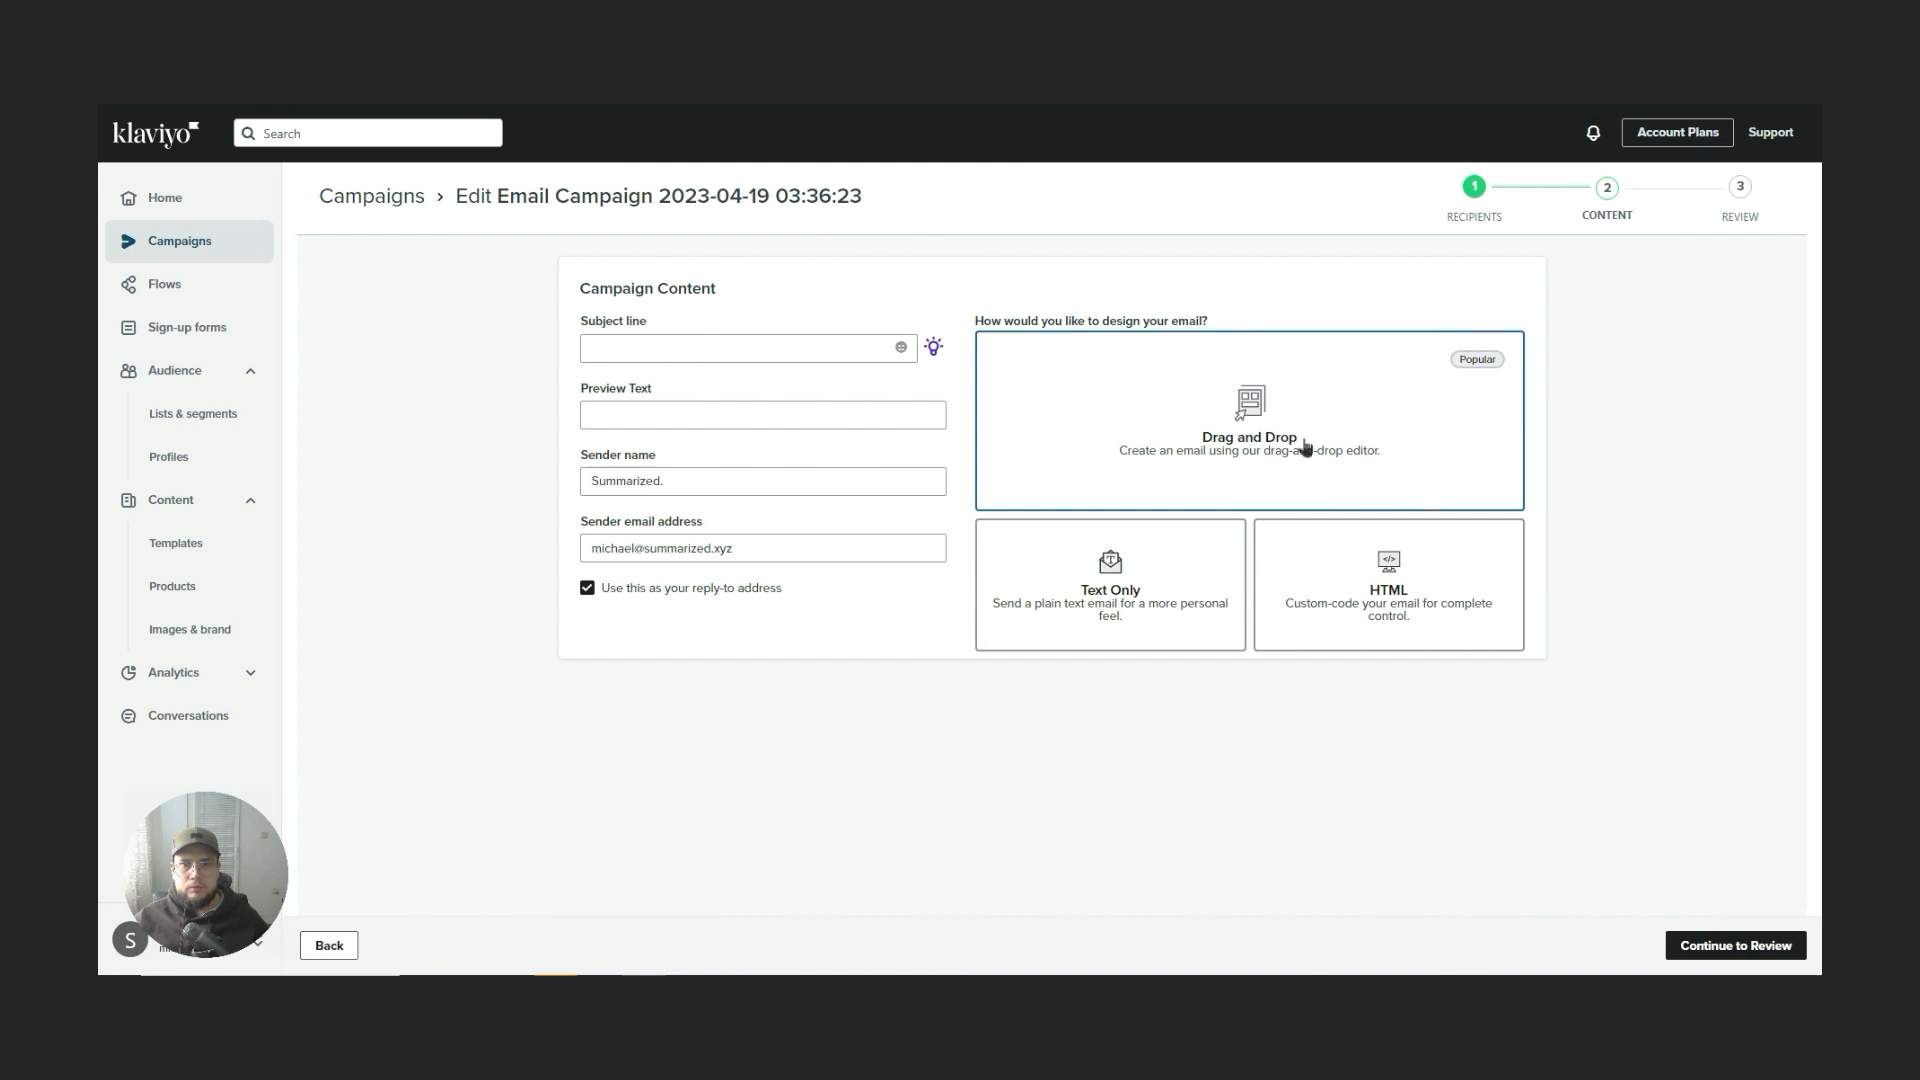 klaviyo
Search
Account Plans
Support
Home
Campaigns
Flows
Sign-up forms
Audience
Lists & segments
Profiles
Content
Templates
Products
Images & brand
Analytics
Conversations
S
Campaigns › Edit Email Campaign 2023-04-19 03:36:23
1
RECIPIENTS
2
CONTENT
3
REVIEW
Campaign Content
Subject line
Preview Text
Sender name
Summarized.
Sender email address
michael@summarized.xyz
Use this as your reply-to address
How would you like to design your email?
Popular
Drag and Drop
Create an email using our drag-and-drop editor.
Text Only
Send a plain text email for a more personal
feel.
HTML
Custom-code your email for complete
control.
Back
Continue to Review